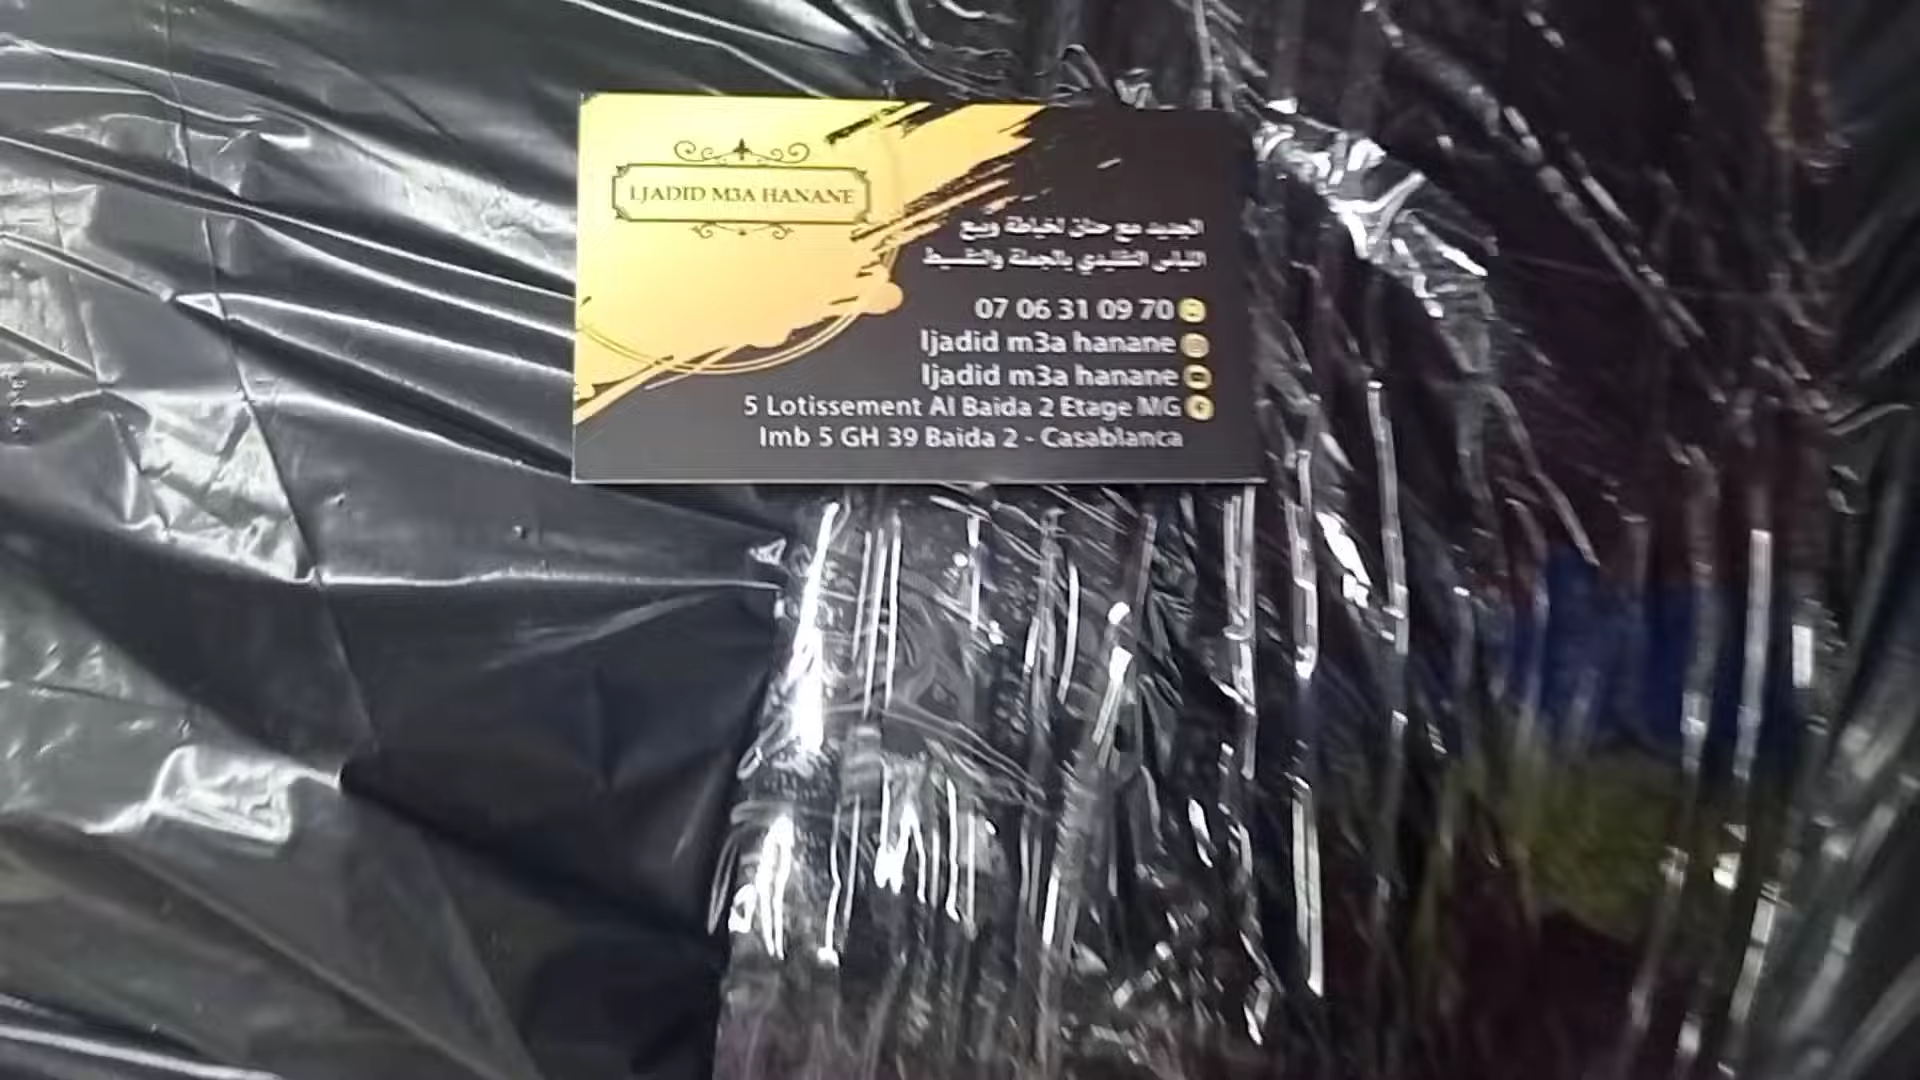 LJADID M3A HANANE
الجديد مع حنان لخياطة وبيع
اللباس التقليدي بالجملة والتقسيط
07 06 31 09 70
ljadid m3a hanane
ljadid m3a hanane
5 Lotissement Al Baida 2 Etage MG
Imb 5 GH 39 Baida 2 - Casablanca